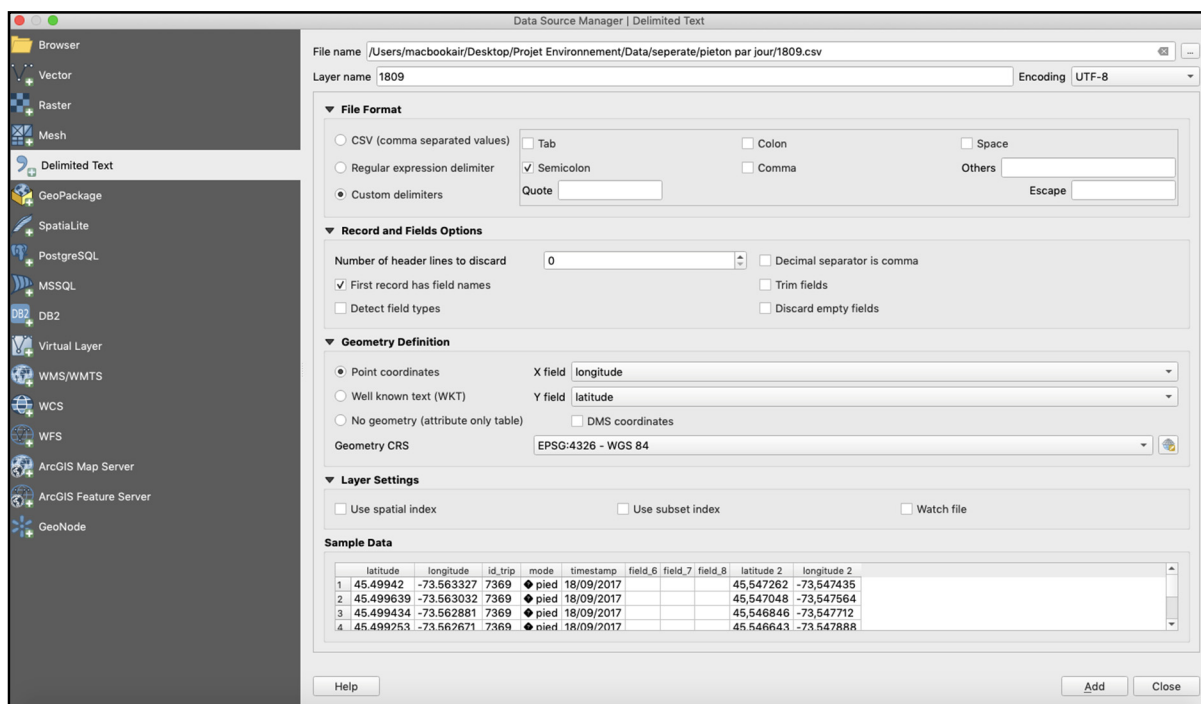 Data Source Manager | Delimited Text
Browser
Vector
Raster
Mesh
Delimited Text
GeoPackage
SpatiaLite
PostgreSQL
MSSQL
DB2 DB2
Virtual Layer
WMS/WMTS
WCS
WFS
ArcGIS Map Server
ArcGIS Feature Server
GeoNode
File name /Users/macbookair/Desktop/Projet Environnement/Data/seperate/pieton par jour/1809.csv ...
Layer name 1809 Encoding UTF-8
File Format
CSV (comma separated values) Tab Colon Space
Regular expression delimiter Semicolon Comma Others
Custom delimiters Quote Escape
Record and Fields Options
Number of header lines to discard 0 Decimal separator is comma
First record has field names Trim fields
Detect field types Discard empty fields
Geometry Definition
Point coordinates X field longitude
Well known text (WKT) Y field latitude
No geometry (attribute only table) DMS coordinates
Geometry CRS EPSG:4326 - WGS 84
Layer Settings
Use spatial index Use subset index Watch file
Sample Data
latitude longitude id_trip mode timestamp field_6 field_7 field_8 latitude 2 longitude 2
1 45.49942 -73.563327 7369 � pied 18/09/2017 45,547262 -73,547435
2 45.499639 -73.563032 7369 � pied 18/09/2017 45,547048 -73,547564
3 45.499434 -73.562881 7369 � pied 18/09/2017 45,546846 -73,547712
4 45.499253 -73.562671 7369 � pied 18/09/2017 45,546643 -73,547888
Help Add Close